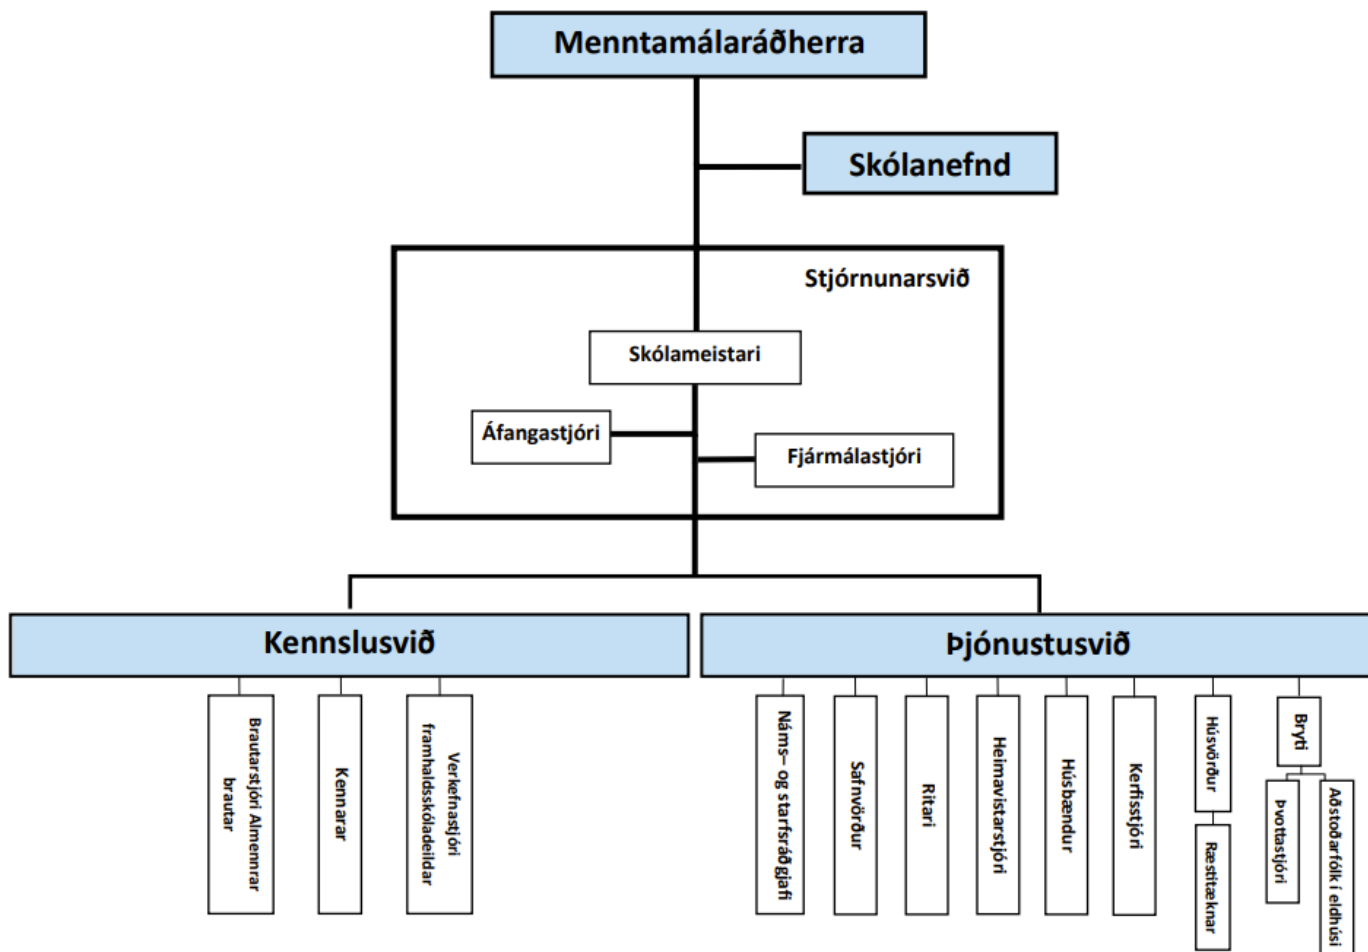 Menntamálaráðherra
Skólanefnd
Stjórnunarsvið
Skólameistari
Áfangastjóri
Fjármálastjóri
Kennslusvið
Þjónustusvið
Brautarstjóri Almennrar
brautar
Kennarar
Verkefnastjóri
framhaldsskóladeildar
Náms– og starfsráðgjafi
Safnvörður
Ritari
Heimavistarstjóri
Húsbændur
Kerfisstjóri
Húsvörður
Ræstitæknar
Bryti
Þvottastjóri
Aðstoðarfólk í eldhúsi